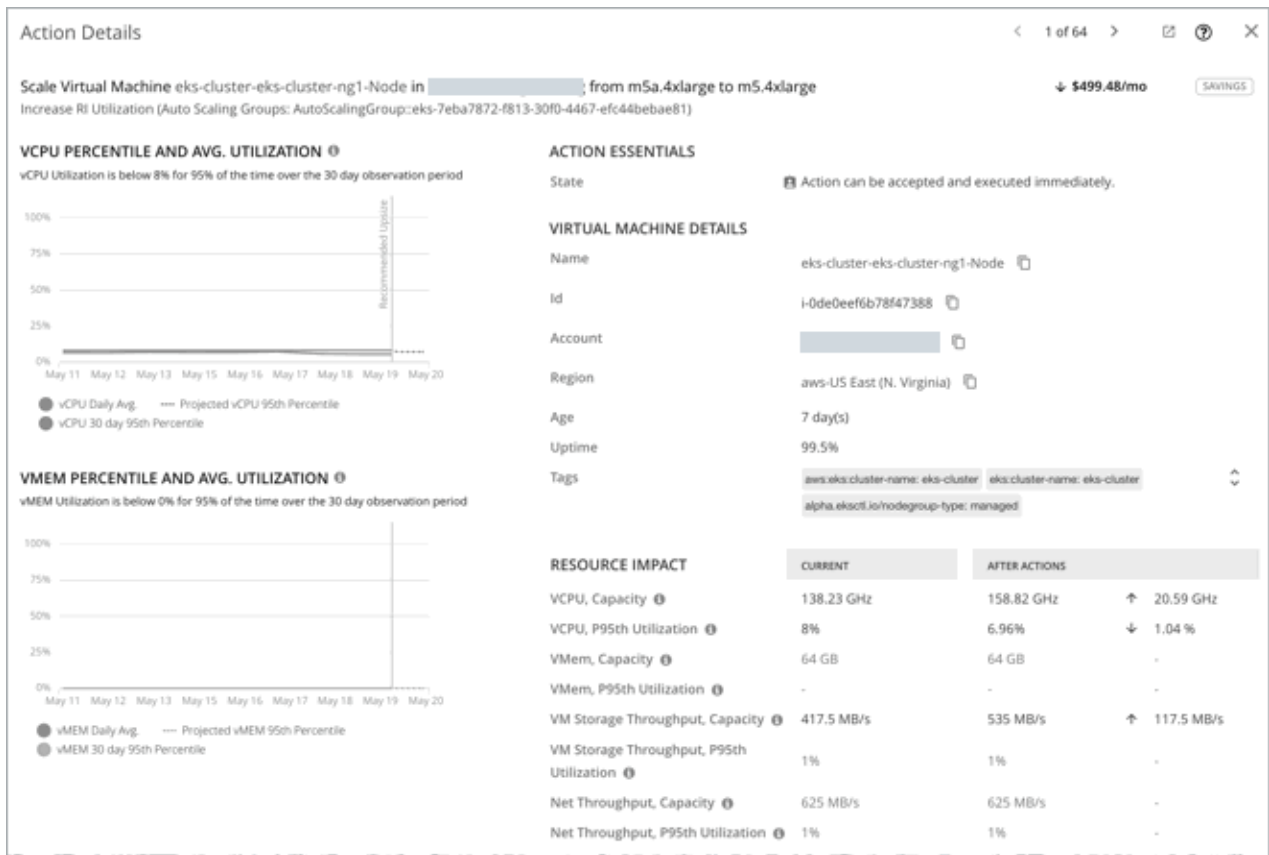 Action Details
1 of 64
Scale Virtual Machine eks-cluster-eks-cluster-ng1-Node in ; from m5a.4xlarge to m5.4xlarge
$499.48/mo
SAVINGS
Increase RI Utilization (Auto Scaling Groups: AutoScalingGroup::eks-7eba7872-f813-30f0-4467-efc44bebae81)
VCPU PERCENTILE AND AVG. UTILIZATION
vCPU Utilization is below 8% for 95% of the time over the 30 day observation period
100%
75%
50%
25%
0%
Recommended Upsize
May 11 May 12 May 13 May 15 May 16 May 17 May 18 May 19 May 20
vCPU Daily Avg. Projected vCPU 95th Percentile
vCPU 30 day 95th Percentile
VMEM PERCENTILE AND AVG. UTILIZATION
vMEM Utilization is below 0% for 95% of the time over the 30 day observation period
100%
75%
50%
25%
0%
May 11 May 12 May 13 May 15 May 16 May 17 May 18 May 19 May 20
vMEM Daily Avg. Projected vMEM 95th Percentile
vMEM 30 day 95th Percentile
ACTION ESSENTIALS
State Action can be accepted and executed immediately.
VIRTUAL MACHINE DETAILS
Name eks-cluster-eks-cluster-ng1-Node
Id i-0de0eef6b78f47388
Account
Region aws-US East (N. Virginia)
Age 7 day(s)
Uptime 99.5%
Tags aws:eks:cluster-name: eks-cluster eks:cluster-name: eks-cluster
alpha.eksctl.io/nodegroup-type: managed
RESOURCE IMPACT CURRENT AFTER ACTIONS
VCPU, Capacity 138.23 GHz 158.82 GHz ↑ 20.59 GHz
VCPU, P95th Utilization 8% 6.96% ↓ 1.04 %
VMem, Capacity 64 GB 64 GB -
VMem, P95th Utilization - - -
VM Storage Throughput, Capacity 417.5 MB/s 535 MB/s ↑ 117.5 MB/s
VM Storage Throughput, P95th
Utilization 1% 1% -
Net Throughput, Capacity 625 MB/s 625 MB/s -
Net Throughput, P95th Utilization 1% 1% -